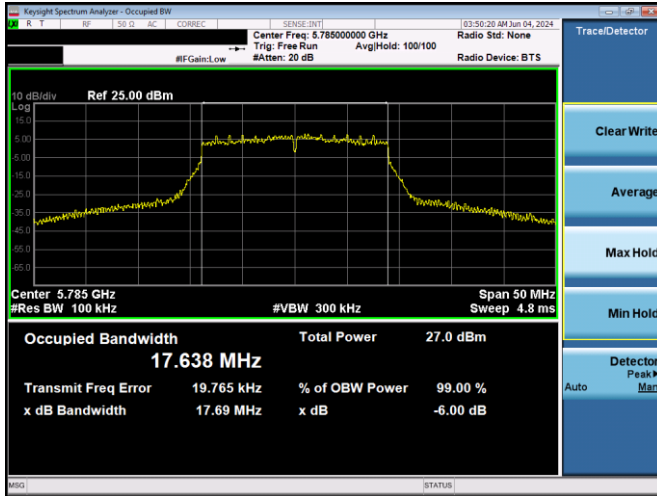 Keysight Spectrum Analyzer - Occupied BW
R T RF 50 Ω AC CORREC SENSE:INT 03:50:20 AM Jun 04, 2024
Center Freq: 5.785000000 GHz Radio Std: None
Trig: Free Run Avg|Hold: 100/100
#IFGain:Low #Atten: 20 dB Radio Device: BTS
Trace/Detector
10 dB/div Ref 25.00 dBm
Log
15.0
5.00
-5.00
-15.0
-25.0
-35.0
-45.0
-55.0
-65.0
Center 5.785 GHz Span 50 MHz
#Res BW 100 kHz #VBW 300 kHz Sweep 4.8 ms
Occupied Bandwidth Total Power 27.0 dBm
17.638 MHz
Transmit Freq Error 19.765 kHz % of OBW Power 99.00 %
x dB Bandwidth 17.69 MHz x dB -6.00 dB
Clear Write
Average
Max Hold
Min Hold
Detector
Peak
Auto Man
MSG STATUS